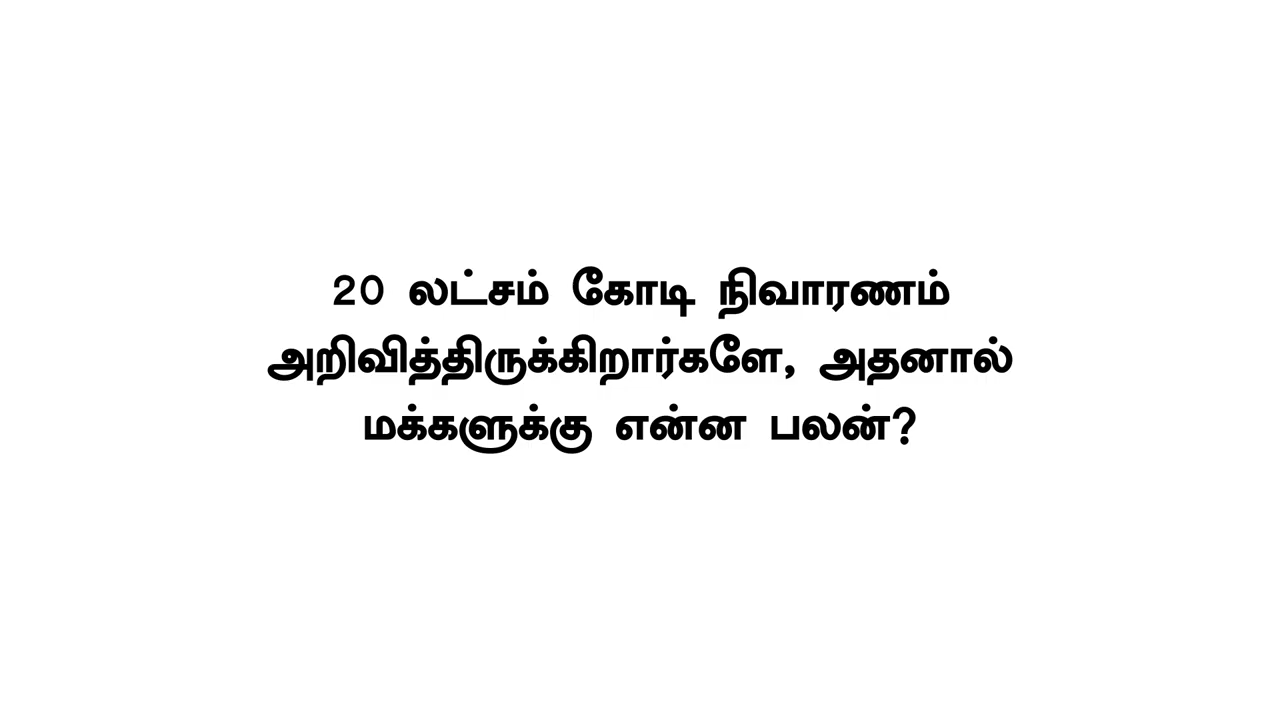 20 லட்சம் கோடி நிவாரணம்
அறிவித்திருக்கிறார்களே, அதனால்
மக்களுக்கு என்ன பலன்?